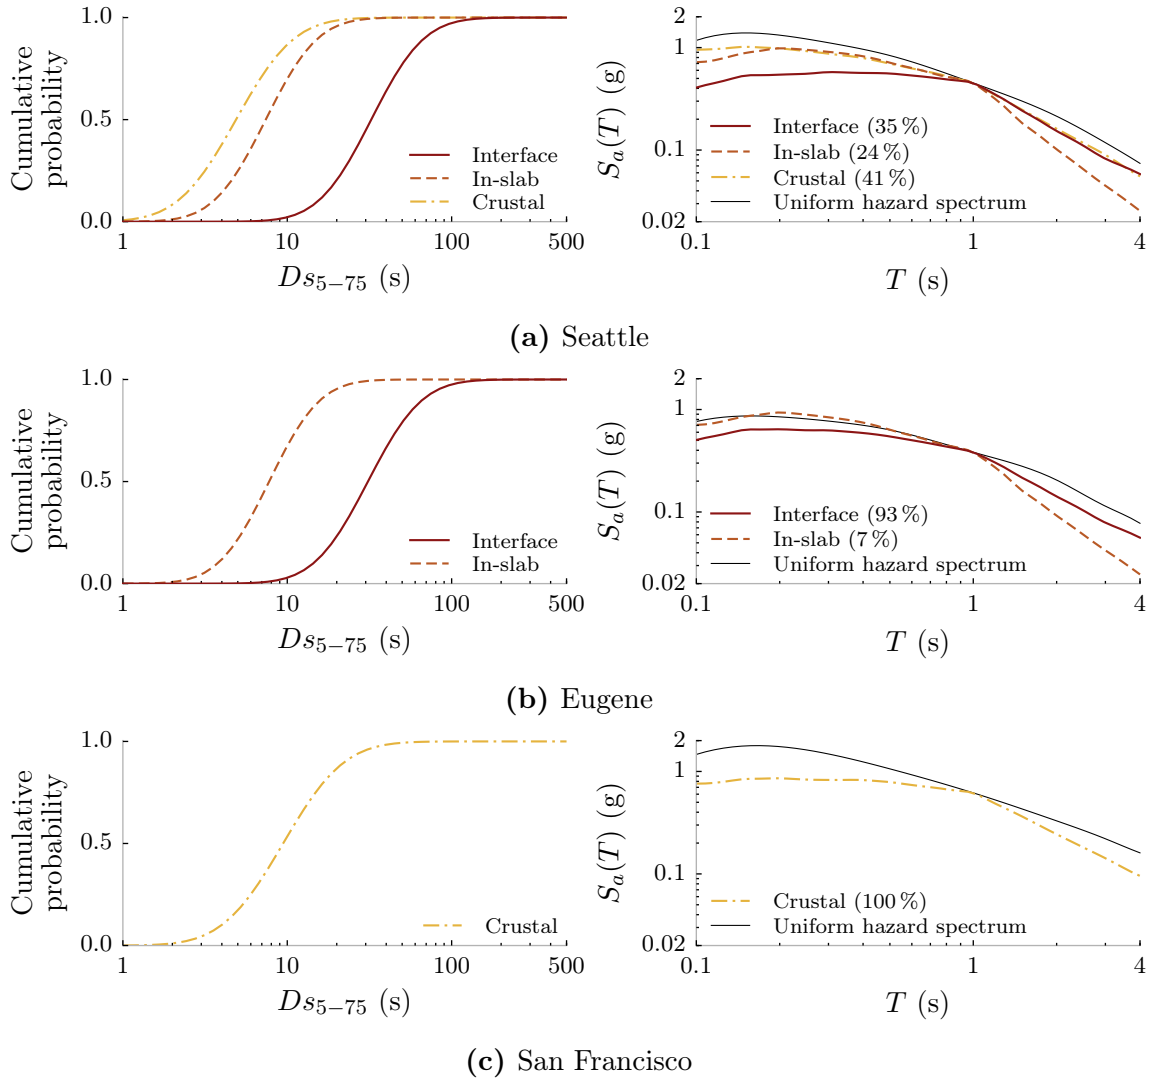 Cumulative
probability
1.0
0.5
0.0
Interface
In-slab
Crustal
1
10
100
500
Ds5−75 (s)
Sa(T) (g)
2
1
0.1
0.02
Interface (35 %)
In-slab (24 %)
Crustal (41 %)
Uniform hazard spectrum
0.1
1
4
T (s)
(a) Seattle
Cumulative
probability
1.0
0.5
0.0
Interface
In-slab
1
10
100
500
Ds5−75 (s)
Sa(T) (g)
2
1
0.1
0.02
Interface (93 %)
In-slab (7 %)
Uniform hazard spectrum
0.1
1
4
T (s)
(b) Eugene
Cumulative
probability
1.0
0.5
0.0
Crustal
1
10
100
500
Ds5−75 (s)
Sa(T) (g)
2
1
0.1
0.02
Crustal (100 %)
Uniform hazard spectrum
0.1
1
4
T (s)
(c) San Francisco